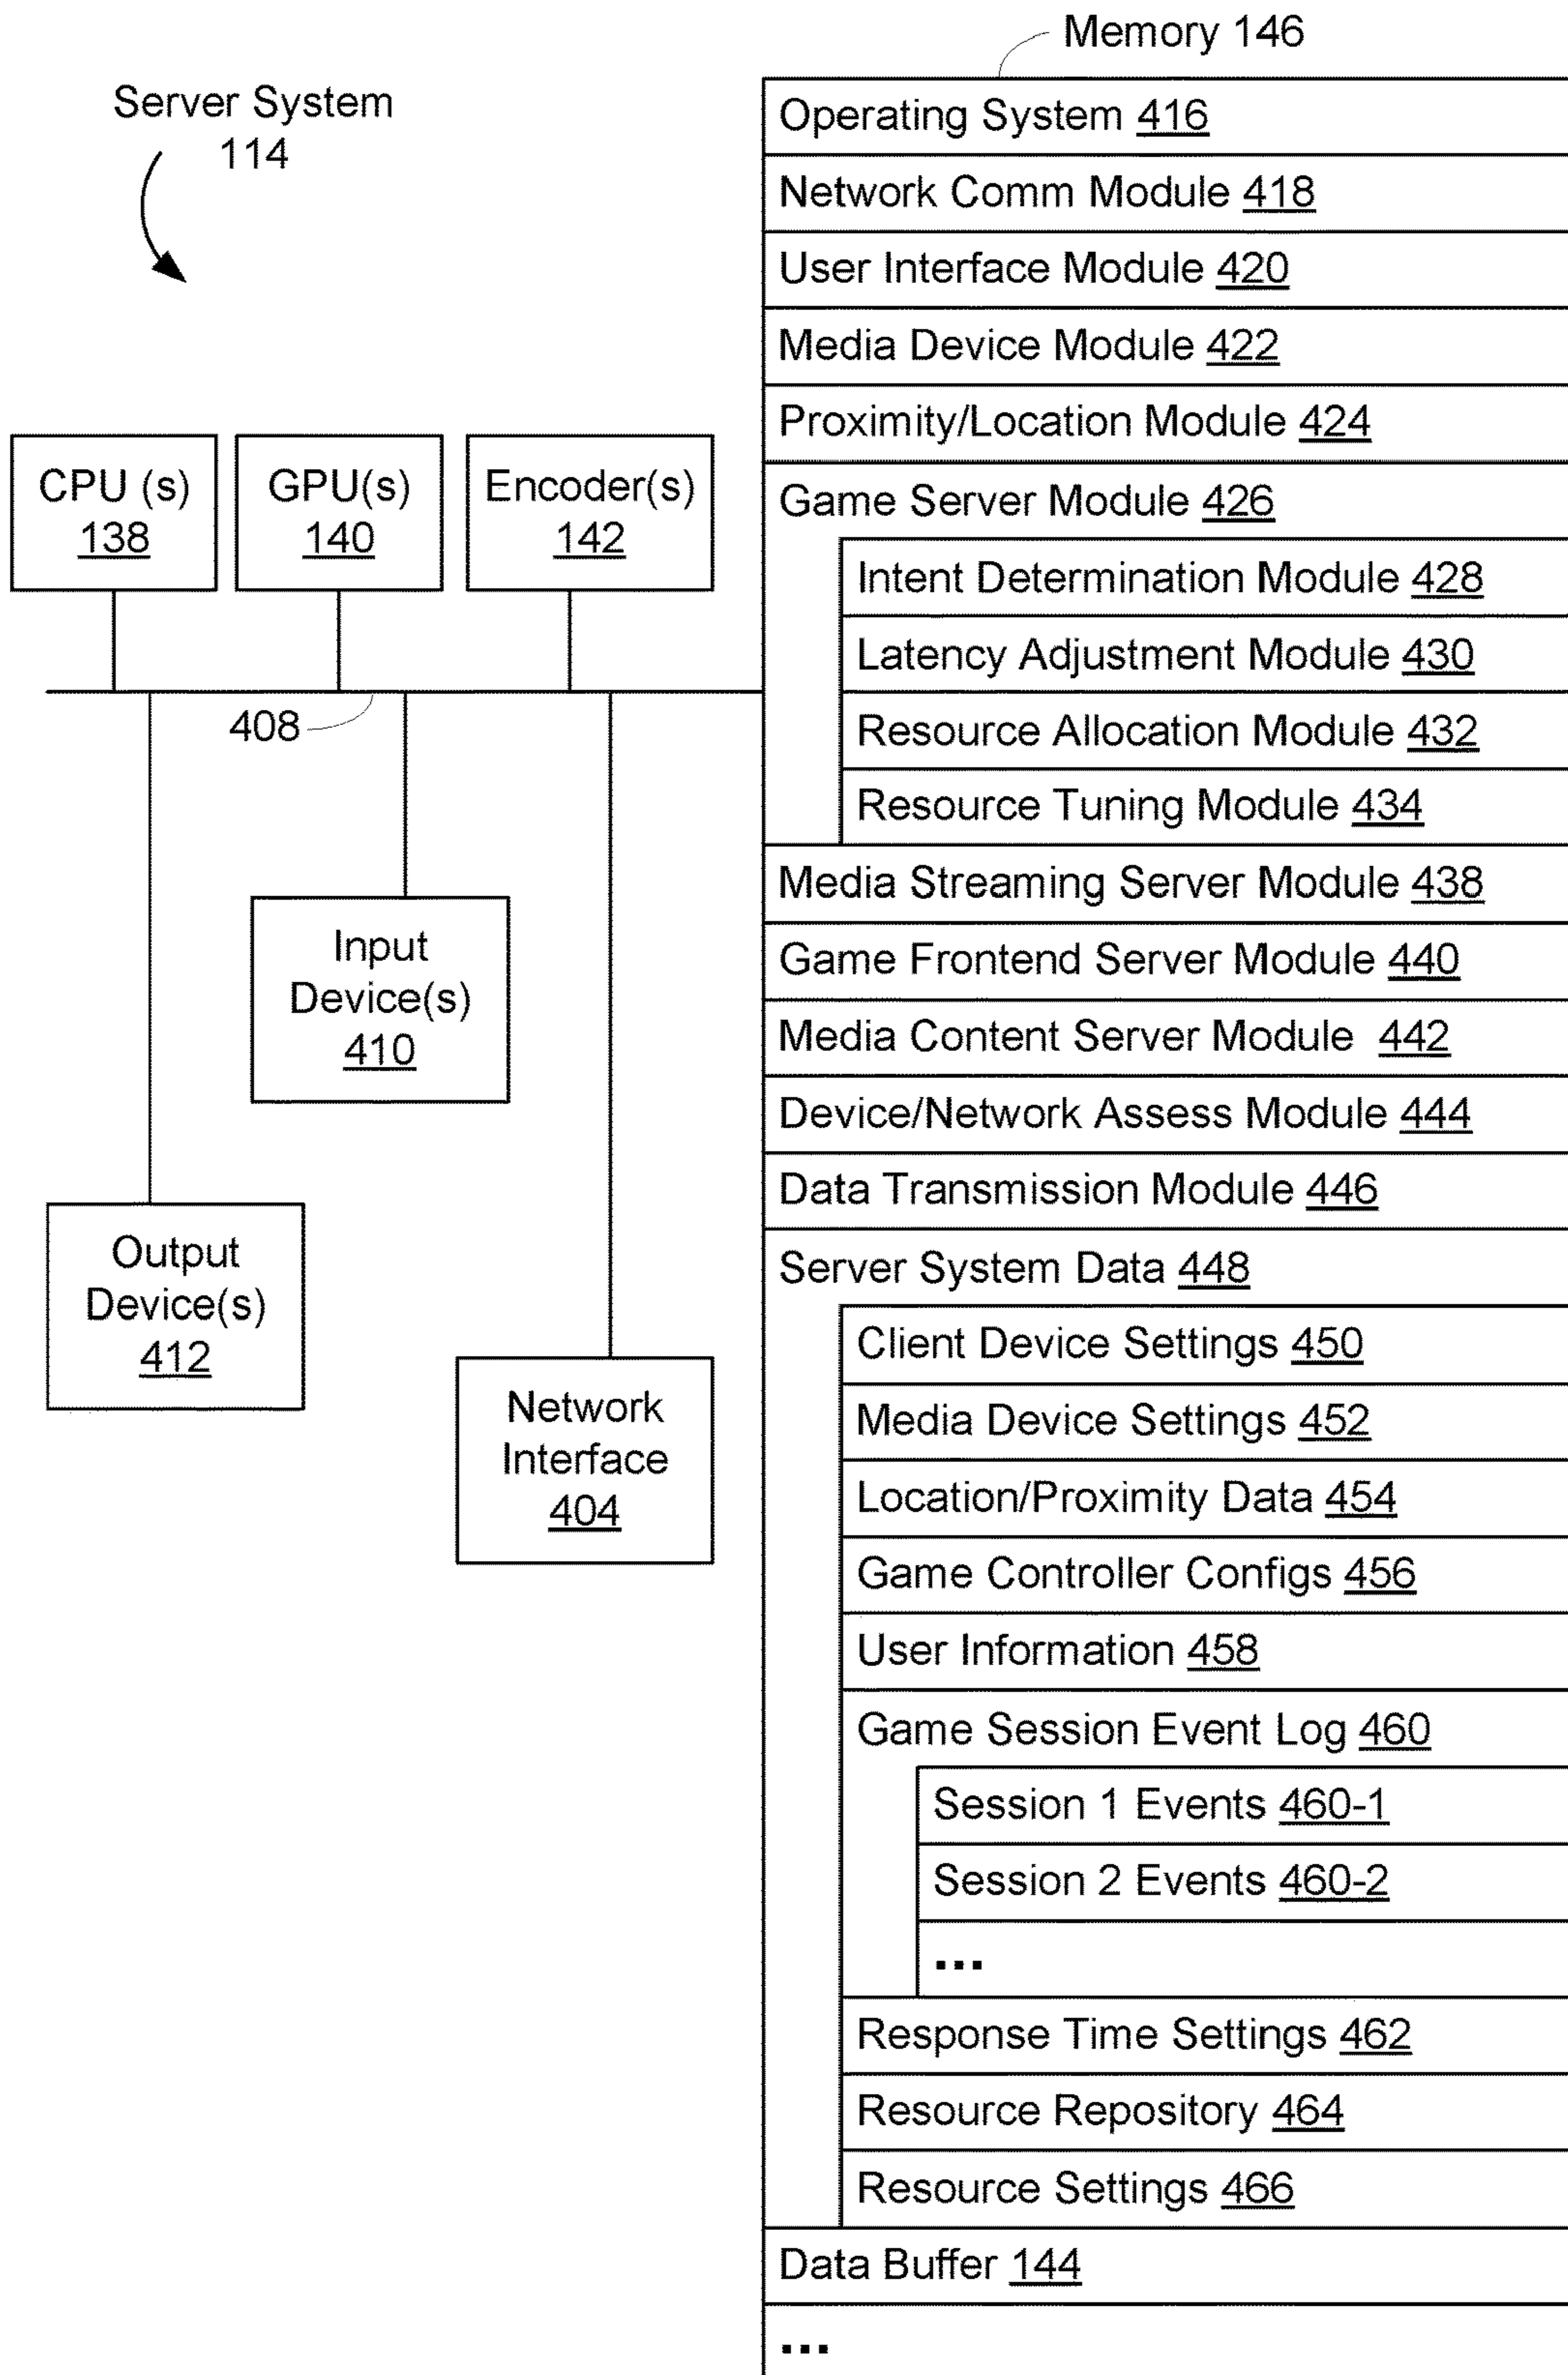 Memory 146
Server System
114
Operating System 416
Network Comm Module 418
User Interface Module 420
Media Device Module 422
Proximity/Location Module 424
Game Server Module 426
Intent Determination Module 428
Latency Adjustment Module 430
Resource Allocation Module 432
Resource Tuning Module 434
Media Streaming Server Module 438
Game Frontend Server Module 440
Media Content Server Module 442
Device/Network Assess Module 444
Data Transmission Module 446
Server System Data 448
Client Device Settings 450
Media Device Settings 452
Location/Proximity Data 454
Game Controller Configs 456
User Information 458
Game Session Event Log 460
Session 1 Events 460-1
Session 2 Events 460-2
...
Response Time Settings 462
Resource Repository 464
Resource Settings 466
Data Buffer 144
...
CPU (s)
138
GPU(s)
140
Encoder(s)
142
408
Input
Device(s)
410
Output
Device(s)
412
Network
Interface
404